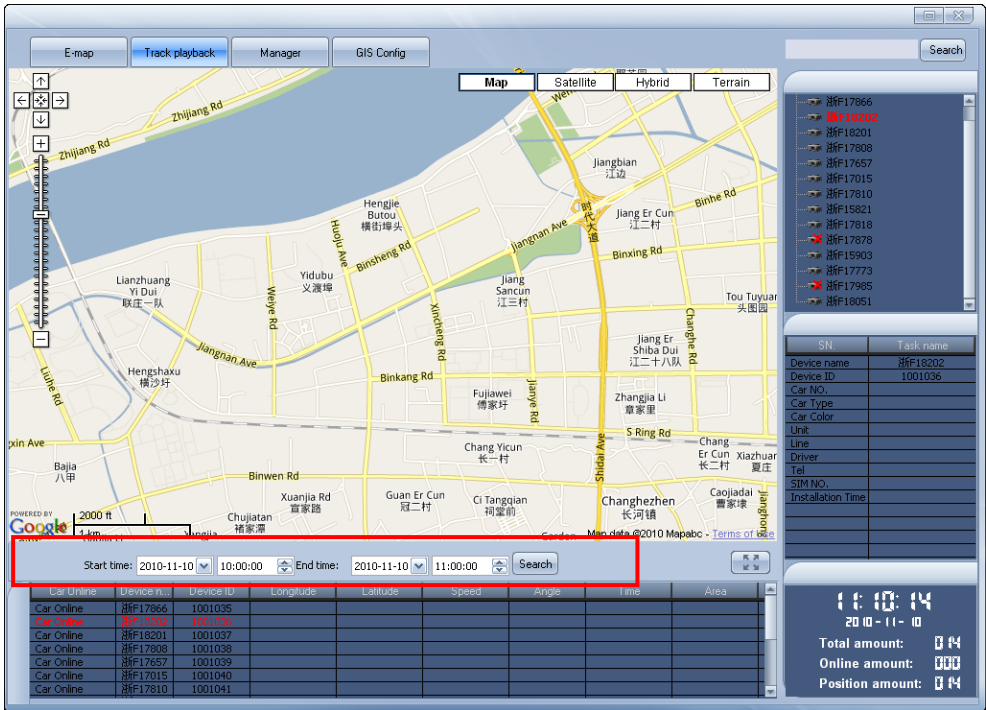 E-map
Track playback
Manager
GIS Config
Search
Map
Satellite
Hybrid
Terrain
Zhijiang Rd
Zhijiang Rd
Jiangbian
江边
Hengjie
Butou
横街埠头
Jiang Er Cun
江二村
Binhe Rd
时代大道
Huoju Ave
Binsheng Rd
Jiangnan Ave
Binxing Rd
Lianzhuang
Yi Dui
联庄一队
Yidubu
义渡埠
Weiye Rd
Jiang
Sancun
江三村
Tou Tuyuan
头图园
Xincheng Rd
Changhe Rd
Jiang Er
Shiba Dui
江二十八队
Jiangnan Ave
Liuhe Rd
Hengshaxu
横沙圩
Binkang Rd
Jianye Rd
Fujiawei
傅家圩
Zhangjia Li
章家里
S Ring Rd
pxin Ave
Chang Yicun
长一村
Shidai Ave
Chang
Er Cun
长二村
Xiazhuan
夏庄
Bajia
八甲
Binwen Rd
Xuanjia Rd
宣家路
Guan Er
Cun
冠二村
Ci Tangqian
祠堂前
Changhezhen
长河镇
Caojiadai
Chujiatan
褚家潭
POWERED BY
Google
2000 ft
1 km
Map data ©2010 Mapabc - Terms of Use
Start time: 2010-11-10 10:00:00 End time: 2010-11-10 11:00:00 Search
Car Online Device n... Device ID Longitude Latitude Speed Angle Time Area
Car Online 浙F17866 1001035
Car Online 浙F18202 1001036
Car Online 浙F18201 1001037
Car Online 浙F17808 1001038
Car Online 浙F17657 1001039
Car Online 浙F17015 1001040
Car Online 浙F17810 1001041
浙F17866
浙F18202
浙F18201
浙F17808
浙F17657
浙F17015
浙F17810
浙F15821
浙F17818
浙F17878
浙F15903
浙F17773
浙F17985
浙F18051
SN. Task name
Device name 浙F18202
Device ID 1001036
Car NO.
Car Type
Car Color
Unit
Line
Driver
Tel
SIM NO.
Installation Time
11:10:14
2010-11-10
Total amount: 014
Online amount: 000
Position amount: 014